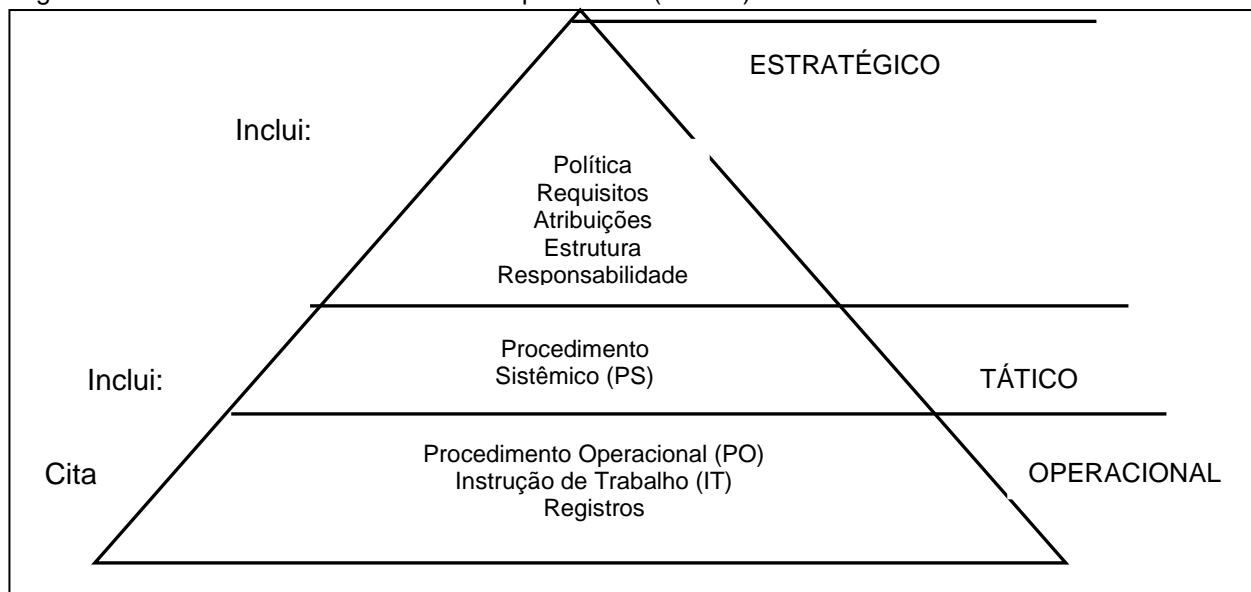 ESTRATÉGICO
Inclui:
Política
Requisitos
Atribuições
Estrutura
Responsabilidade
Procedimento
Sistêmico (PS)
Inclui:
TÁTICO
Procedimento Operacional (PO)
Cita
OPERACIONAL
Instrução de Trabalho (IT)
Registros